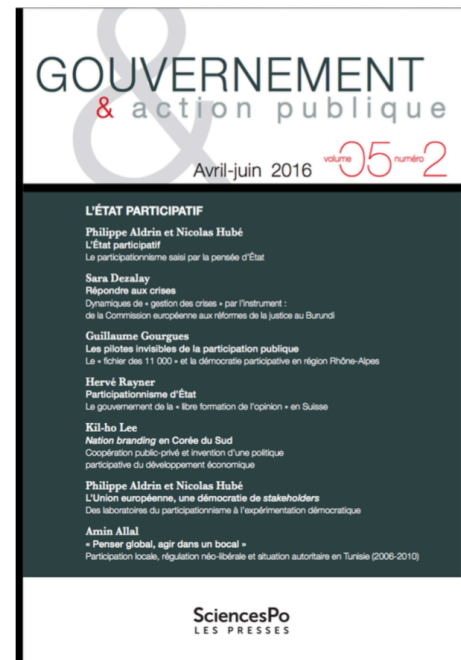 GOUVERNEMENT
& action publique
Avril-juin 2016 volume 05 numéro 2
L'ÉTAT PARTICIPATIF
Philippe Aldrin et Nicolas Hubé
L'État participatif
Le participationnisme saisi par la pensée d'État
Sara Dezalay
Répondre aux crises
Dynamiques de « gestion des crises » par l'instrument :
de la Commission européenne aux réformes de la justice au Burundi
Guillaume Gourgues
Les pilotes invisibles de la participation publique
Le « fichier des 11 000 » et la démocratie participative en région Rhône-Alpes
Hervé Rayner
Participationnisme d'État
Le gouvernement de la « libre formation de l'opinion » en Suisse
Kil-ho Lee
Nation branding en Corée du Sud
Coopération public-privé et invention d'une politique
participative du développement économique
Philippe Aldrin et Nicolas Hubé
L'Union européenne, une démocratie de stakeholders
Des laboratoires du participationnisme à l'expérimentation démocratique
Amin Allal
« Penser global, agir dans un bocal »
Participation locale, régulation néo-libérale et situation autoritaire en Tunisie (2006-2010)
SciencesPo
LES PRESSES